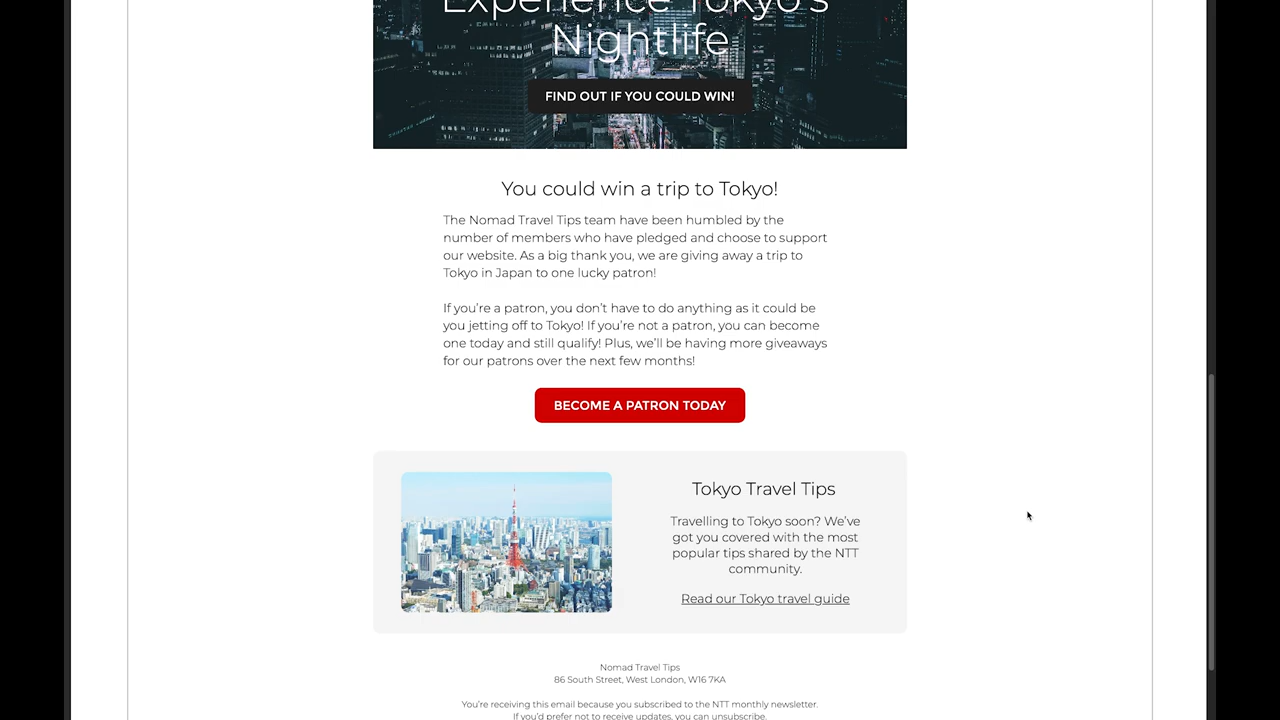 Experience Tokyo's
Nightlife
FIND OUT IF YOU COULD WIN!
You could win a trip to Tokyo!
The Nomad Travel Tips team have been humbled by the
number of members who have pledged and choose to support
our website. As a big thank you, we are giving away a trip to
Tokyo in Japan to one lucky patron!
If you're a patron, you don't have to do anything as it could be
you jetting off to Tokyo! If you're not a patron, you can become
one today and still qualify! Plus, we'll be having more giveaways
for our patrons over the next few months!
BECOME A PATRON TODAY
Tokyo Travel Tips
Travelling to Tokyo soon? We've
got you covered with the most
popular tips shared by the NTT
community.
Read our Tokyo travel guide
Nomad Travel Tips
86 South Street, West London, W16 7KA
You're receiving this email because you subscribed to the NTT monthly newsletter.
If you'd prefer not to receive updates, you can unsubscribe.